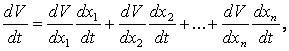 dV/dt = dV/dx₁ dx₁/dt + dV/dx₂ dx₂/dt + ... + dV/dxₙ dxₙ/dt,